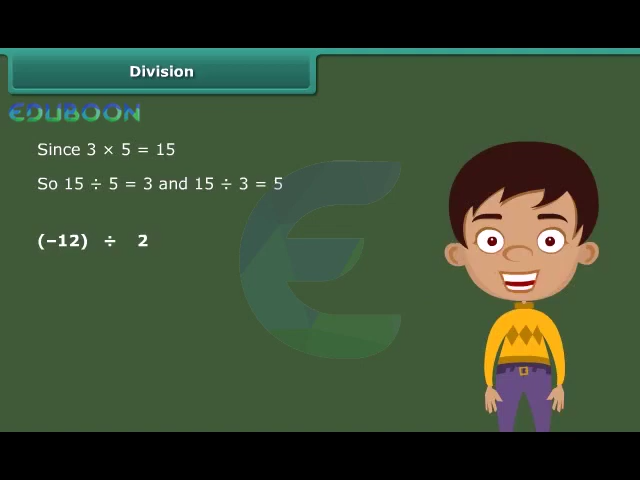 Division
EDUBOON
Since 3 × 5 = 15
So 15 ÷ 5 = 3 and 15 ÷ 3 = 5
(–12) ÷ 2